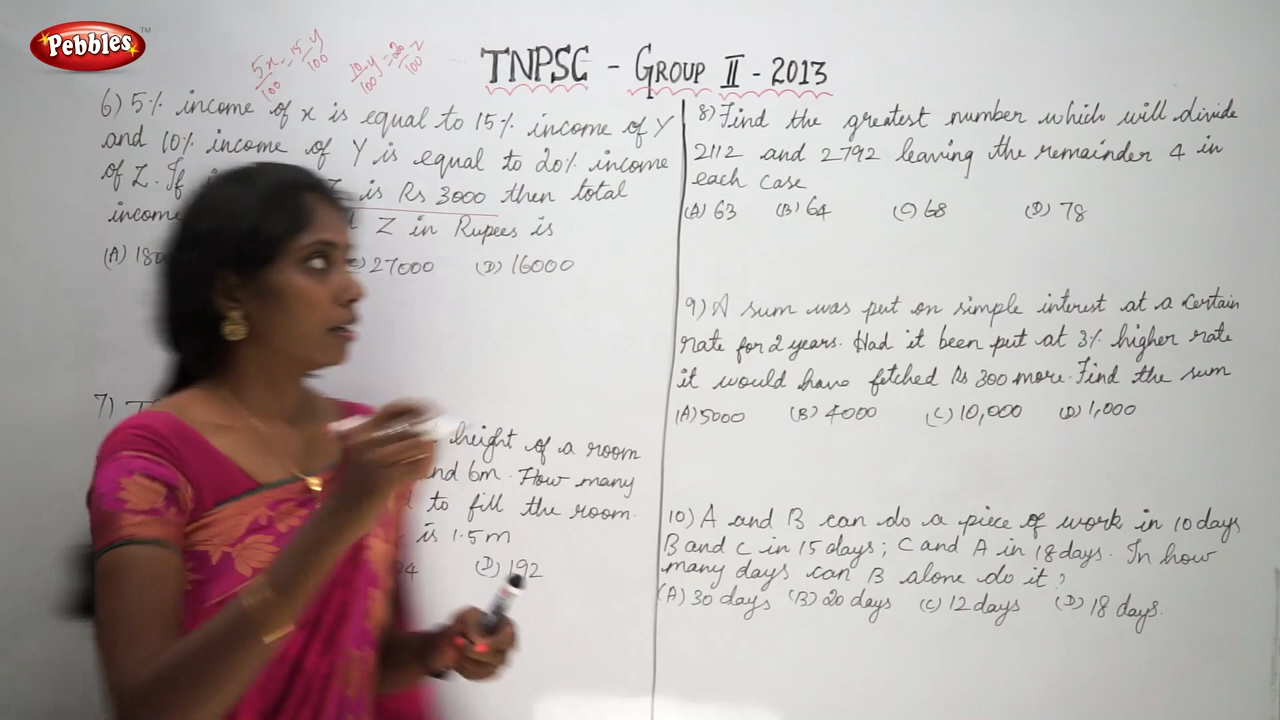 Pebbles TM
TNPSC - GROUP II - 2013
5x/100 = 15y/100 10y/100 = 20z/100
6) 5% income of x is equal to 15% income of Y
and 10% income of Y is equal to 20% income
of Z. If is Rs 3000 then total
income Z in Rupees is
(A) 27000 (D) 16000
7)
height of a room
6m. How many
to fill the room.
is 1.5m
(D) 192
8) Find the greatest number which will divide
2112 and 2792 leaving the remainder 4 in
each case
(A) 63 (B) 64 (C) 68 (D) 78
9) A sum was put on simple interest at a certain
rate for 2 years. Had it been put at 3% higher rate
it would have fetched Rs 300 more. Find the sum
(A) 5000 (B) 4000 (C) 10,000 (D) 1,000
10) A and B can do a piece of work in 10 days
B and C in 15 days; C and A in 18 days. In how
many days can B alone do it?
(A) 30 days (B) 20 days (C) 12 days (D) 18 days.